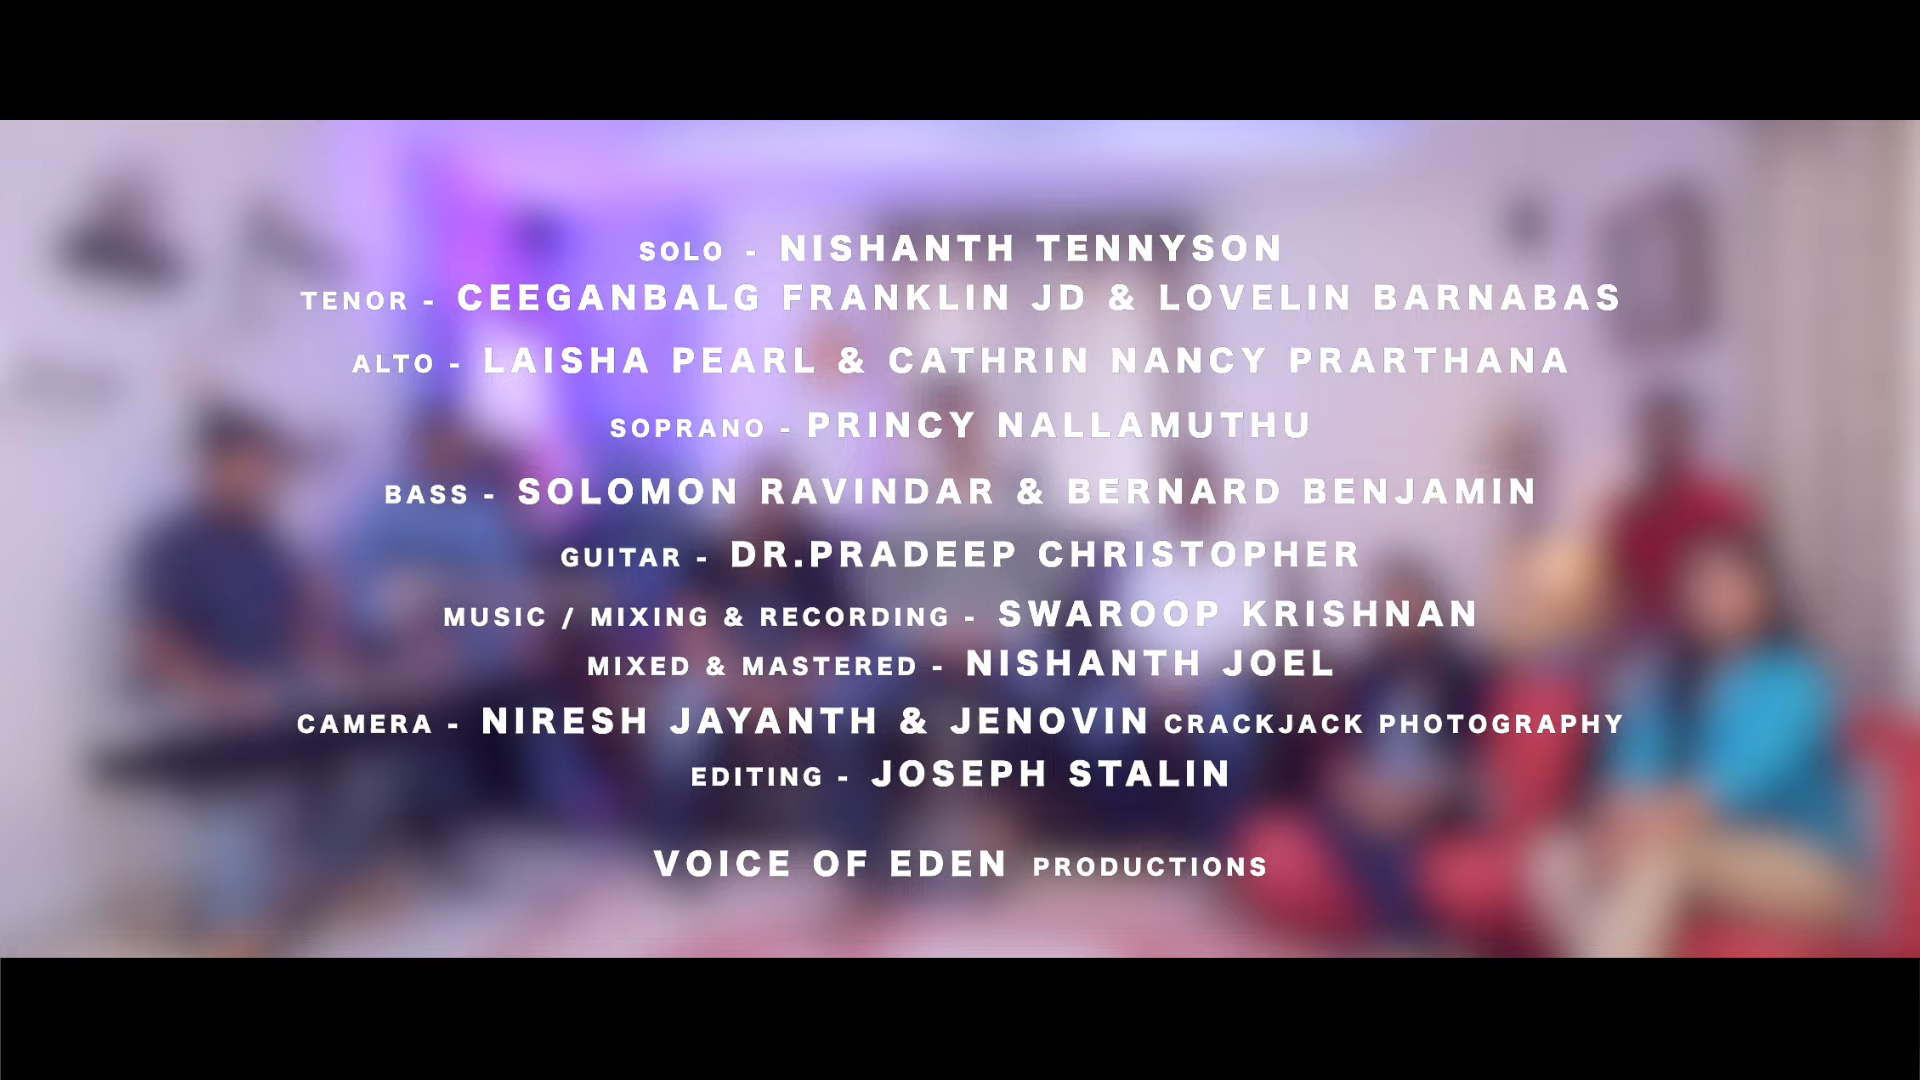 SOLO - NISHANTH TENNYSON
TENOR - CEEGANBALG FRANKLIN JD & LOVELIN BARNABAS
ALTO - LAISHA PEARL & CATHRIN NANCY PRARTHANA
SOPRANO - PRINCY NALLAMUTHU
BASS - SOLOMON RAVINDAR & BERNARD BENJAMIN
GUITAR - DR.PRADEEP CHRISTOPHER
MUSIC / MIXING & RECORDING - SWAROOP KRISHNAN
MIXED & MASTERED - NISHANTH JOEL
CAMERA - NIRESH JAYANTH & JENOVIN CRACKJACK PHOTOGRAPHY
EDITING - JOSEPH STALIN
VOICE OF EDEN PRODUCTIONS